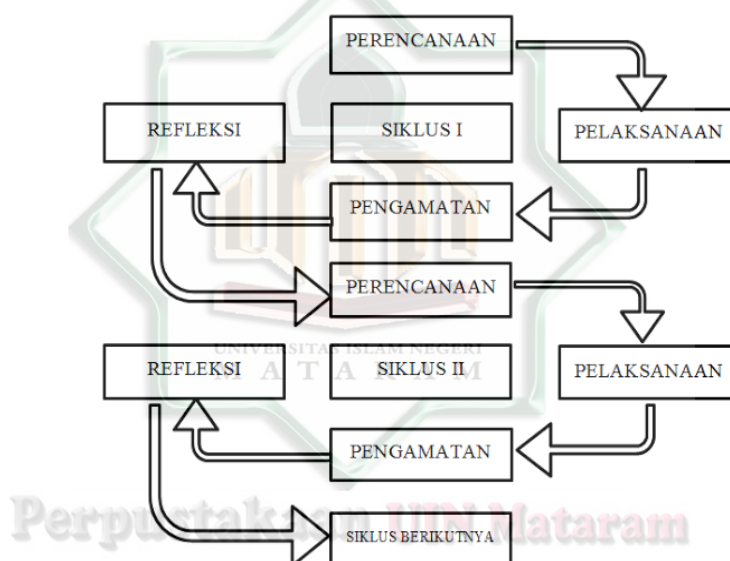 PERENCANAAN
REFLEKSI
SIKLUS I
PELAKSANAAN
PENGAMATAN
PERENCANAAN
UNIVERSITAS ISLAM NEGERI
MATARAM
REFLEKSI
SIKLUS II
PELAKSANAAN
PENGAMATAN
Perpustakaan UIN Mataram
SIKLUS BERIKUTNYA